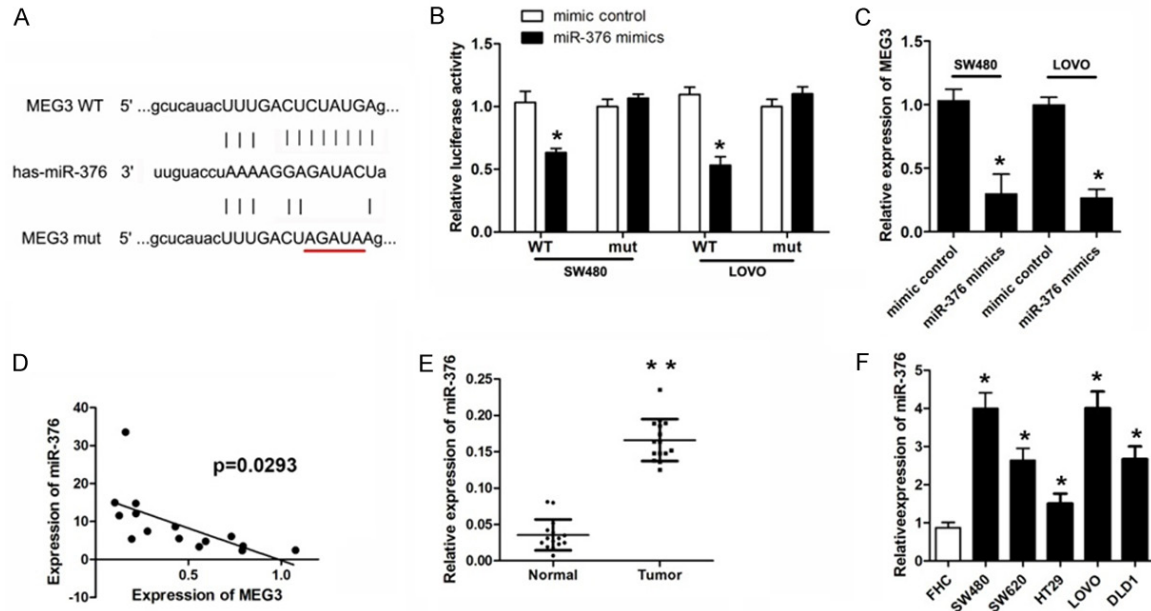 A
MEG3 WT 5' ...gcucauacUUUGACUCUAUGAg...
has-miR-376 3' uuguaccuAAAAGGAGAUACUa
MEG3 mut 5' ...gcucauacUUUGACUAGAUAAg...
B
mimic control
miR-376 mimics
Relative luciferase activity
1.5
1.0
0.5
0.0
*
*
WT mut WT mut
SW480 LOVO
C
Relative expression of MEG3
1.5
1.0
0.5
0.0
SW480 LOVO
*
*
mimic control
miR-376 mimics
mimic control
miR-376 mimics
D
Expression of miR-376
40
30
20
10
0
-10
p=0.0293
0.5 1.0
Expression of MEG3
E
Relative expression of miR-376
0.25
0.20
0.15
0.10
0.05
0.00
* *
Normal Tumor
F
Relativeexpression of miR-376
5
4
3
2
1
0
* * * * *
FHC SW480 SW620 HT29 LOVO DLD1